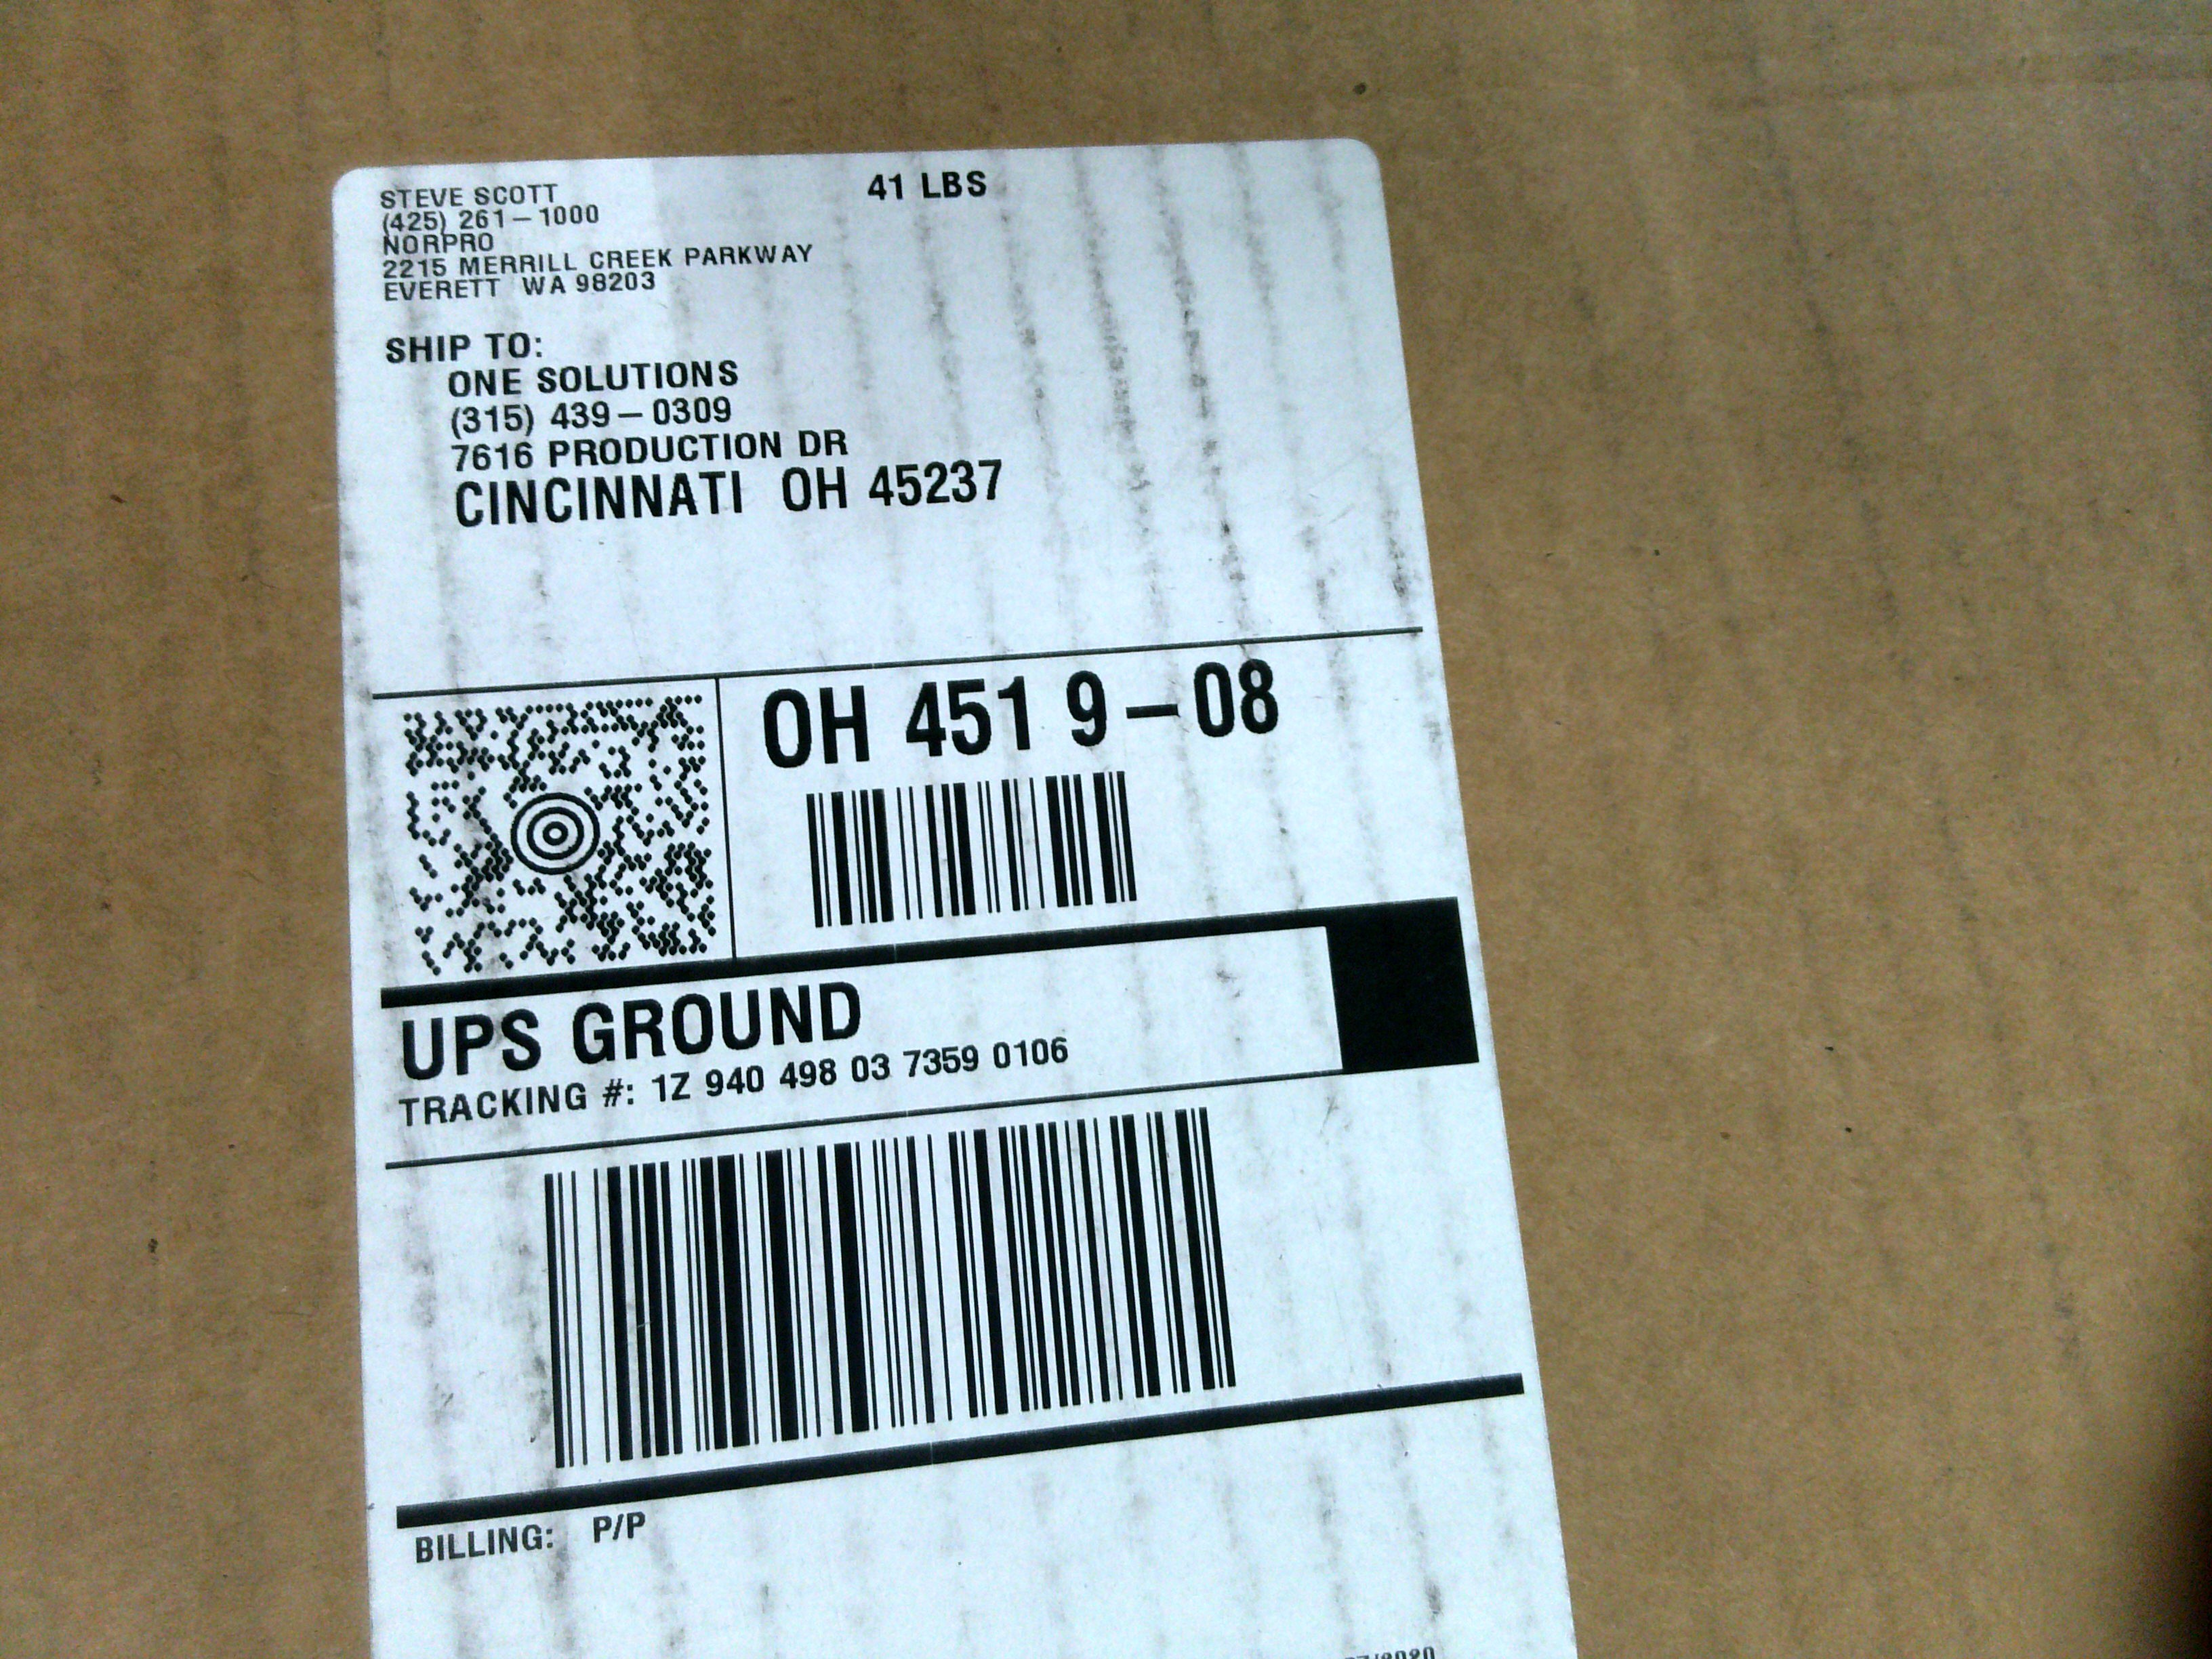 STEVE SCOTT
41 LBS
(425) 261-1000
NORPRO
2215 MERRILL CREEK PARKWAY
EVERETT WA 98203
SHIP TO:
ONE SOLUTIONS
(315) 439-0309
7616 PRODUCTION DR
CINCINNATI OH 45237
OH 451 9-08
UPS GROUND
TRACKING #: 1Z 940 498 03 7359 0106
BILLING: P/P